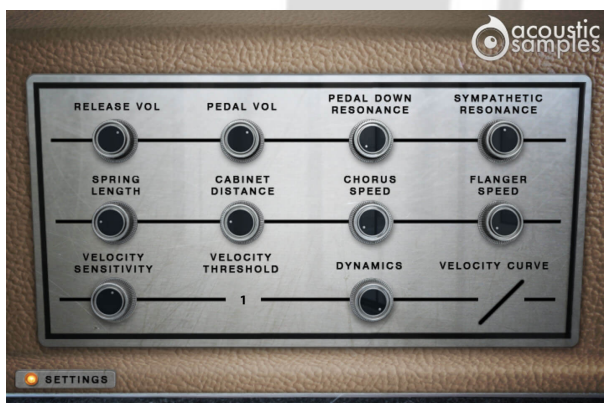 acoustic
samples
RELEASE VOL
PEDAL VOL
PEDAL DOWN
RESONANCE
SYMPATHETIC
RESONANCE
SPRING
LENGTH
CABINET
DISTANCE
CHORUS
SPEED
FLANGER
SPEED
VELOCITY
SENSITIVITY
VELOCITY
THRESHOLD
1
DYNAMICS
VELOCITY CURVE
SETTINGS